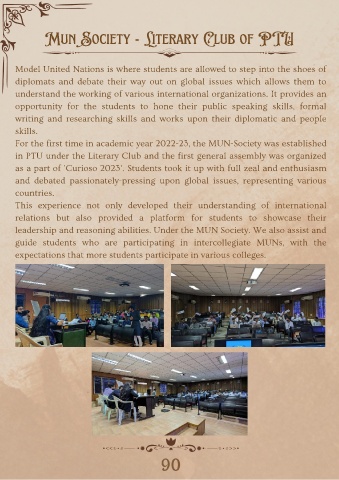 Mun Society - Literary Club of PTU
Model United Nations is where students are allowed to step into the shoes of
diplomats and debate their way out on global issues which allows them to
understand the working of various international organizations. It provides an
opportunity for the students to hone their public speaking skills, formal
writing and researching skills and works upon their diplomatic and people
skills.
For the first time in academic year 2022-23, the MUN-Society was established
in PTU under the Literary Club and the first general assembly was organized
as a part of 'Curioso 2023'. Students took it up with full zeal and enthusiasm
and debated passionately-pressing upon global issues, representing various
countries.
This experience not only developed their understanding of international
relations but also provided a platform for students to showcase their
leadership and reasoning abilities. Under the MUN Society. We also assist and
guide students who are participating in intercollegiate MUNs, with the
expectations that more students participate in various colleges.
90